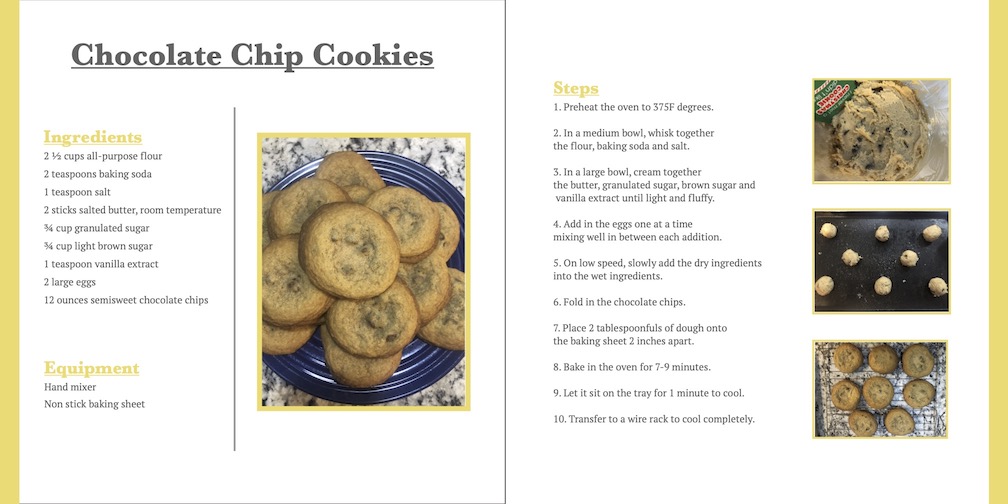 Chocolate Chip Cookies
Ingredients
2 ½ cups all-purpose flour
2 teaspoons baking soda
1 teaspoon salt
2 sticks salted butter, room temperature
¾ cup granulated sugar
¾ cup light brown sugar
1 teaspoon vanilla extract
2 large eggs
12 ounces semisweet chocolate chips
Equipment
Hand mixer
Non stick baking sheet
Steps
1. Preheat the oven to 375F degrees.
2. In a medium bowl, whisk together
the flour, baking soda and salt.
3. In a large bowl, cream together
the butter, granulated sugar, brown sugar and
vanilla extract until light and fluffy.
4. Add in the eggs one at a time
mixing well in between each addition.
5. On low speed, slowly add the dry ingredients
into the wet ingredients.
6. Fold in the chocolate chips.
7. Place 2 tablespoonfuls of dough onto
the baking sheet 2 inches apart.
8. Bake in the oven for 7-9 minutes.
9. Let it sit on the tray for 1 minute to cool.
10. Transfer to a wire rack to cool completely.